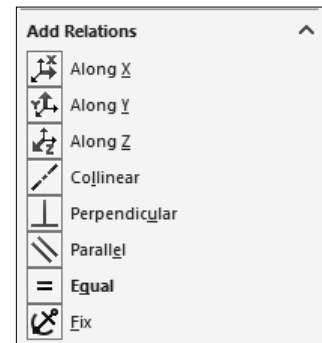 Add Relations
Along X
Along Y
Along Z
Collinear
Perpendicular
Parallel
Equal
Fix